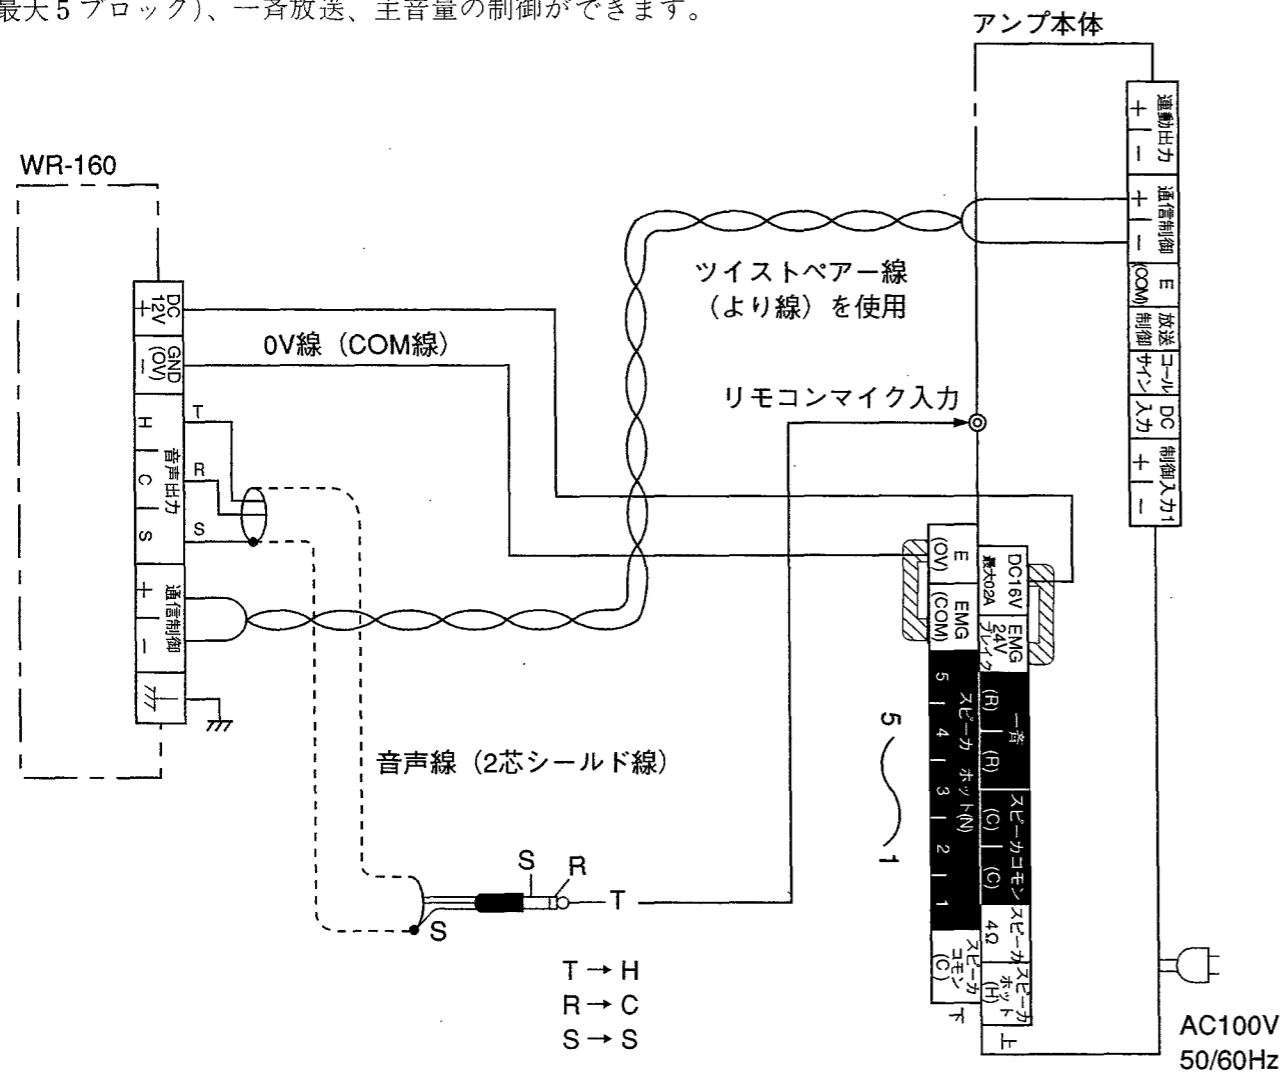 最大5ブロック)、一斉放送、主音量の制御ができます。
アンプ本体
連動出力
+ | −
通信制御
+ | −
E
(COM)
放送
制御
コール
サイン
DC
入力
制御入力1
+ | −
WR-160
DC
12V
+
GND
(0V)
−
音声出力
H | C | S
通信制御
+ | −
T
R
S
0V線(COM線)
ツイストペアー線
(より線)を使用
リモコンマイク入力
E
(0V)
EMG
(COM)
スピーカ ホット(N)
5 | 4 | 3 | 2 | 1
スピーカ
コモン
(C)
下
DC16V
最大02A
EMG
24V
ブレイク
一斉
(R) | (R)
スピーカコモン
(C) | (C)
スピーカ
4Ω
スピーカ
ホット
(H)
上
5 〜 1
音声線(2芯シールド線)
S
R
T
S
T→H
R→C
S→S
AC100V
50/60Hz